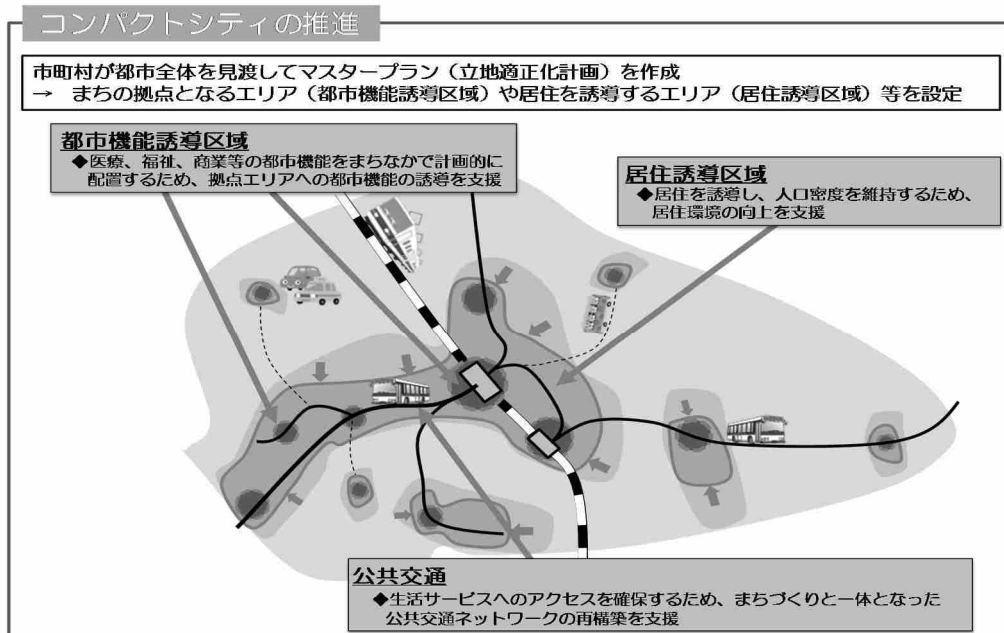 コンパクトシティの推進
市町村が都市全体を見渡してマスタープラン（立地適正化計画）を作成
→ まちの拠点となるエリア（都市機能誘導区域）や居住を誘導するエリア（居住誘導区域）等を設定
都市機能誘導区域
◆医療、福祉、商業等の都市機能をまちなかで計画的に
配置するため、拠点エリアへの都市機能の誘導を支援
居住誘導区域
◆居住を誘導し、人口密度を維持するため、
居住環境の向上を支援
公共交通
◆生活サービスへのアクセスを確保するため、まちづくりと一体となった
公共交通ネットワークの再構築を支援